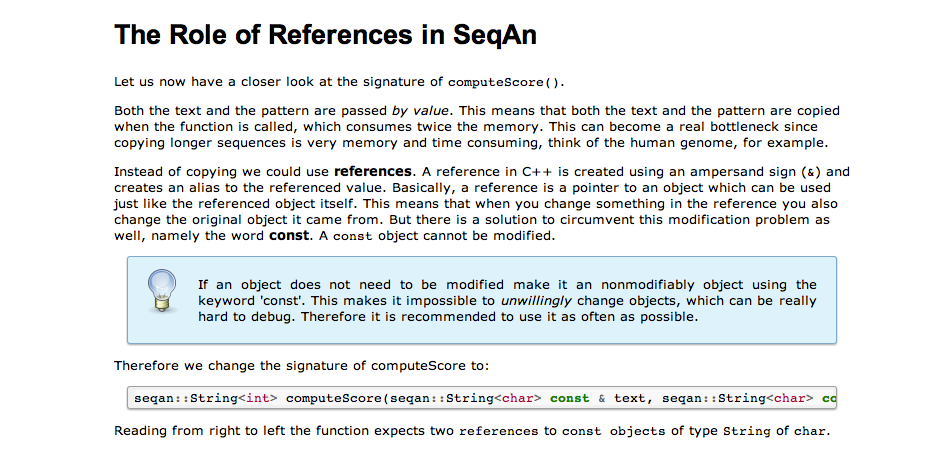 The Role of References in SeqAn
Let us now have a closer look at the signature of computeScore().
Both the text and the pattern are passed by value. This means that both the text and the pattern are copied
when the function is called, which consumes twice the memory. This can become a real bottleneck since
copying longer sequences is very memory and time consuming, think of the human genome, for example.
Instead of copying we could use references. A reference in C++ is created using an ampersand sign (&) and
creates an alias to the referenced value. Basically, a reference is a pointer to an object which can be used
just like the referenced object itself. This means that when you change something in the reference you also
change the original object it came from. But there is a solution to circumvent this modification problem as
well, namely the word const. A const object cannot be modified.
If an object does not need to be modified make it an nonmodifiably object using the
keyword 'const'. This makes it impossible to unwillingly change objects, which can be really
hard to debug. Therefore it is recommended to use it as often as possible.
Therefore we change the signature of computeScore to:
seqan::String<int> computeScore(seqan::String<char> const & text, seqan::String<char> co
Reading from right to left the function expects two references to const objects of type String of char.